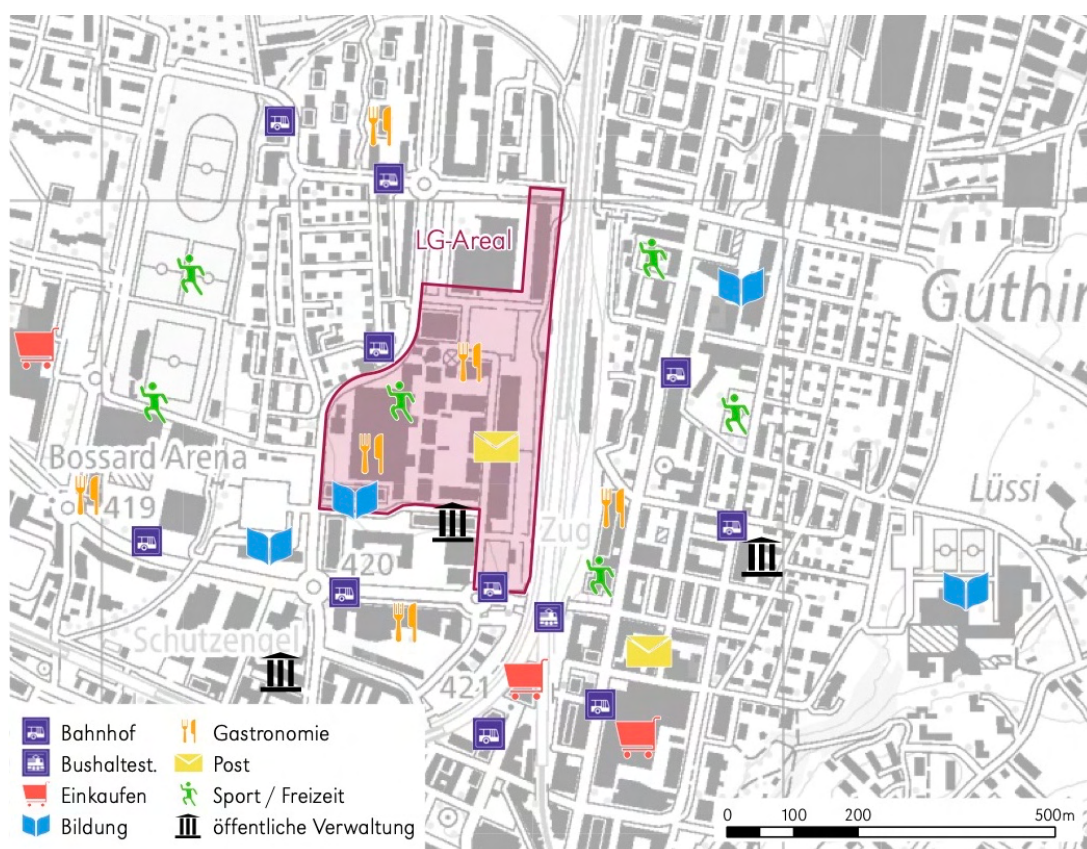 LG-Areal
Guthir
Bossard Arena
419
Lüssi
Zug
420
Schutzengel
421
Bahnhof
Gastronomie
Bushaltest.
Post
Einkaufen
Sport / Freizeit
Bildung
öffentliche Verwaltung
0 100 200 500m